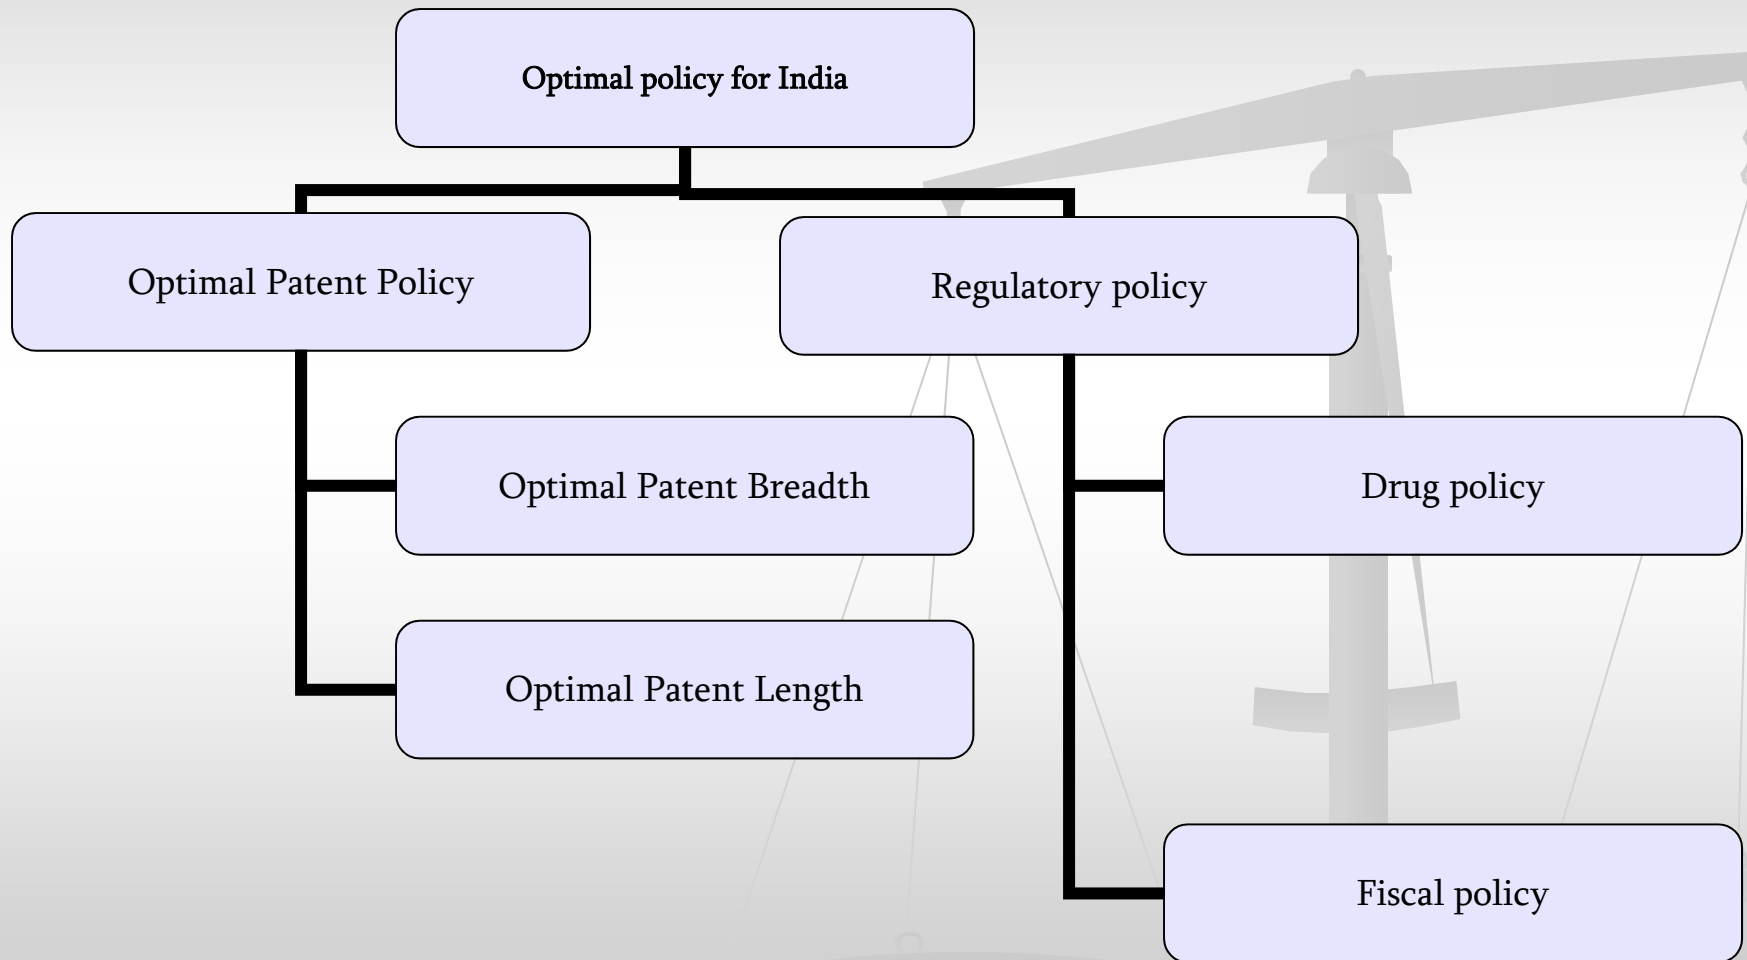 Optimal policy for India
Optimal Patent Policy
Regulatory policy
Optimal Patent Breadth
Drug policy
Optimal Patent Length
Fiscal policy